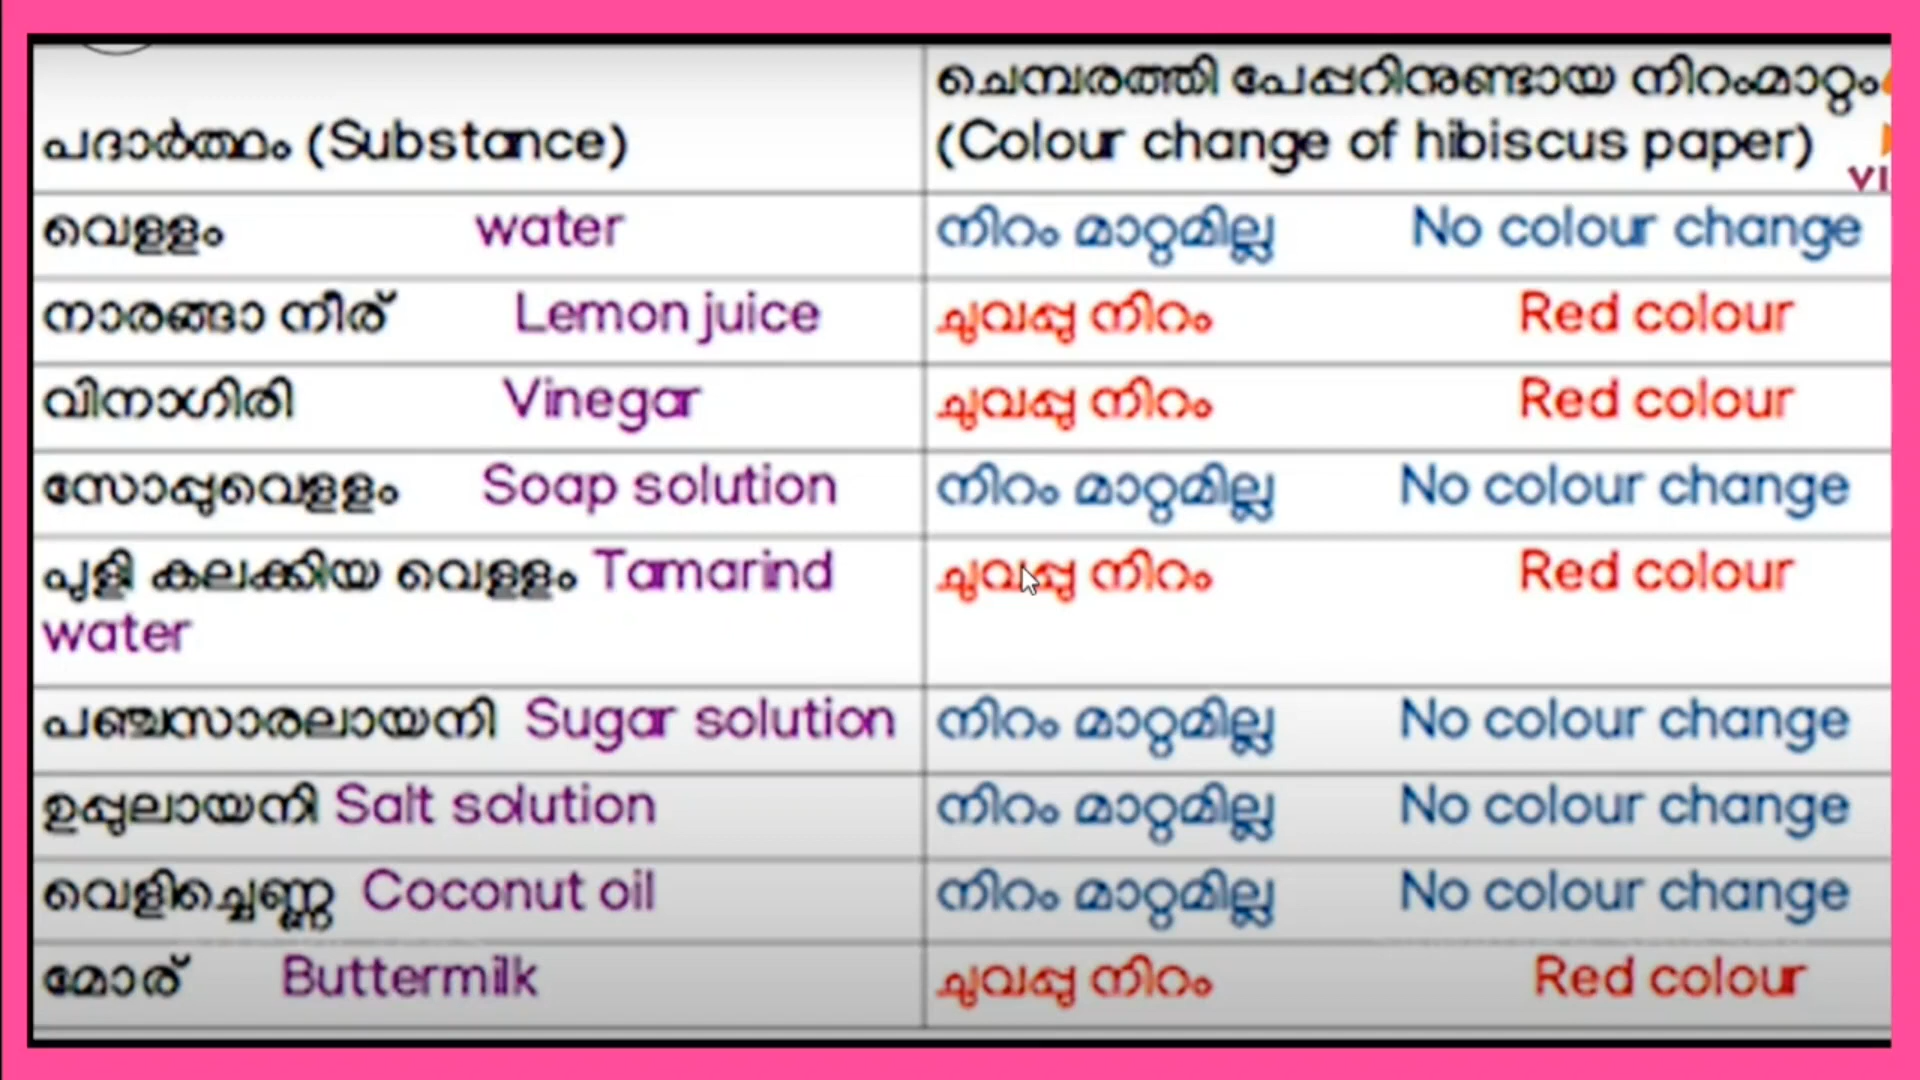 ചെമ്പരത്തി പേപ്പറിനുണ്ടായ നിറംമാറ്റം
പദാർത്ഥം (Substance) (Colour change of hibiscus paper)
വെള്ളം water നിറം മാറ്റമില്ല No colour change
നാരങ്ങാ നീര് Lemon juice ചുവപ്പു നിറം Red colour
വിനാഗിരി Vinegar ചുവപ്പു നിറം Red colour
സോപ്പുവെള്ളം Soap solution നിറം മാറ്റമില്ല No colour change
പുളി കലക്കിയ വെള്ളം Tamarind ചുവപ്പു നിറം Red colour
water
പഞ്ചസാരലായനി Sugar solution നിറം മാറ്റമില്ല No colour change
ഉപ്പുലായനി Salt solution നിറം മാറ്റമില്ല No colour change
വെളിച്ചെണ്ണ Coconut oil നിറം മാറ്റമില്ല No colour change
മോര് Buttermilk ചുവപ്പു നിറം Red colour